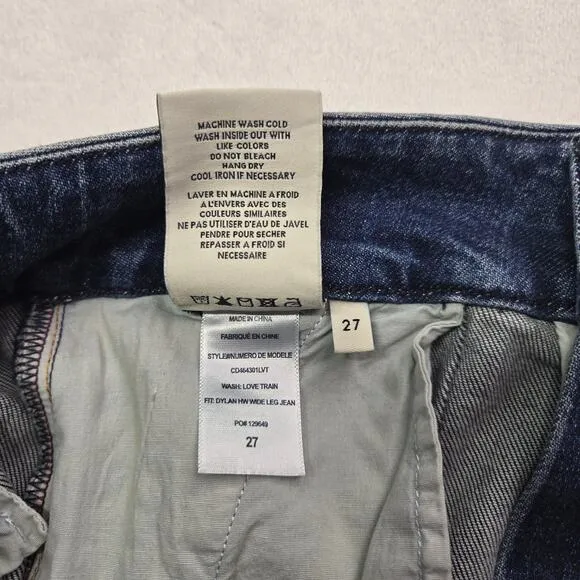 MACHINE WASH COLD
WASH INSIDE OUT WITH
LIKE COLORS
DO NOT BLEACH
HANG DRY
COOL IRON IF NECESSARY
LAVER EN MACHINE A FROID
A L'ENVERS AVEC DES
COULEURS SIMILAIRES
NE PAS UTILISER D'EAU DE JAVEL
PENDRE POUR SECHER
REPASSER A FROID SI
NECESSAIRE
MADE IN CHINA
FABRIQUÉ EN CHINE
STYLE#/NUMERO DE MODELE
CD464301LVT
WASH: LOVE TRAIN
FIT: DYLAN HW WIDE LEG JEAN
PO# 129649
27
27